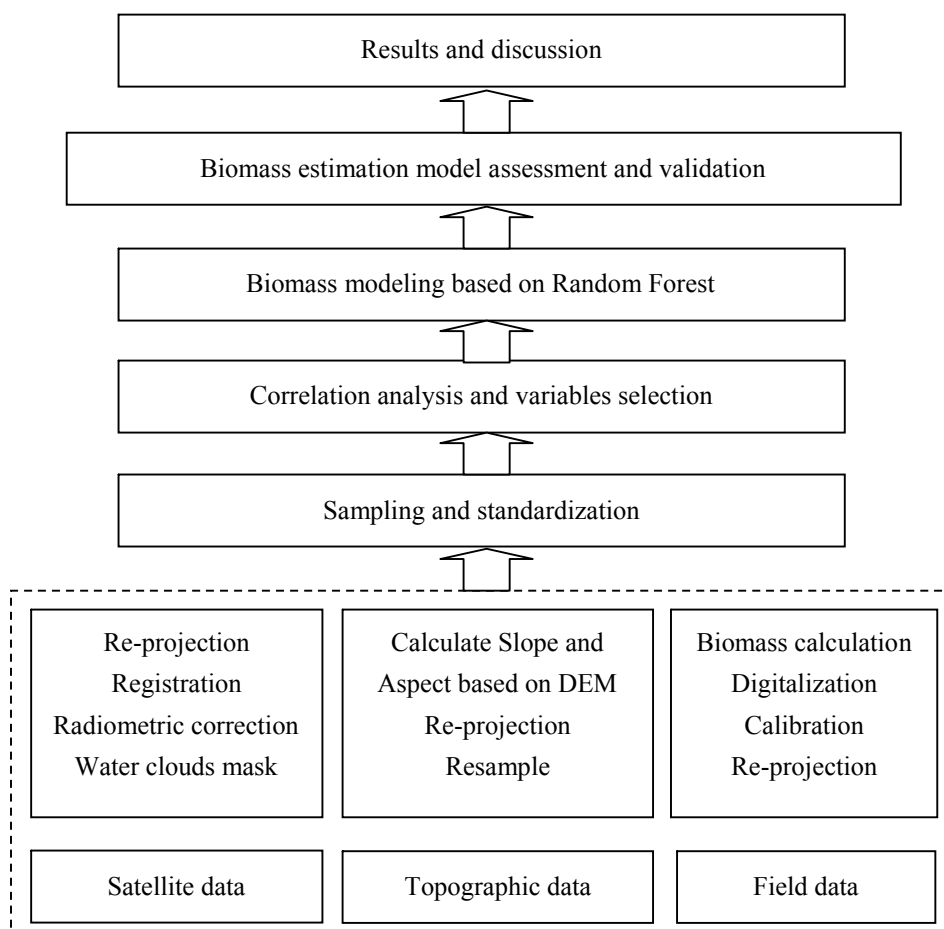 Results and discussion
Biomass estimation model assessment and validation
Biomass modeling based on Random Forest
Correlation analysis and variables selection
Sampling and standardization
Re-projection
Registration
Radiometric correction
Water clouds mask
Calculate Slope and
Aspect based on DEM
Re-projection
Resample
Biomass calculation
Digitalization
Calibration
Re-projection
Satellite data
Topographic data
Field data